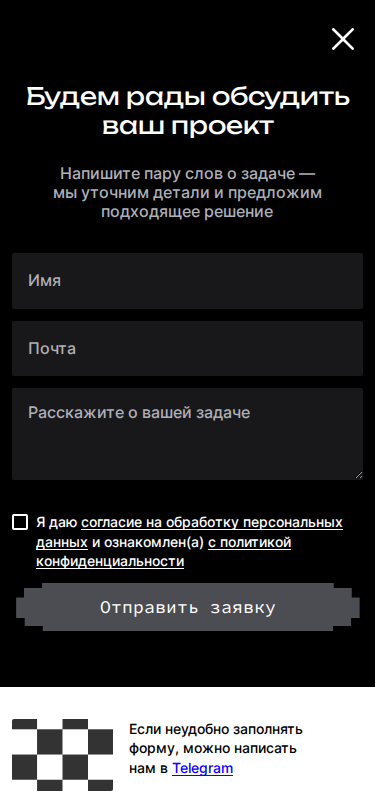 Будем рады обсудить
ваш проект
Напишите пару слов о задаче —
мы уточним детали и предложим
подходящее решение
Имя
Почта
Расскажите о вашей задаче
Я даю согласие на обработку персональных
данных и ознакомлен(а) с политикой
конфиденциальности
Отправить заявку
Если неудобно заполнять
форму, можно написать
нам в Telegram